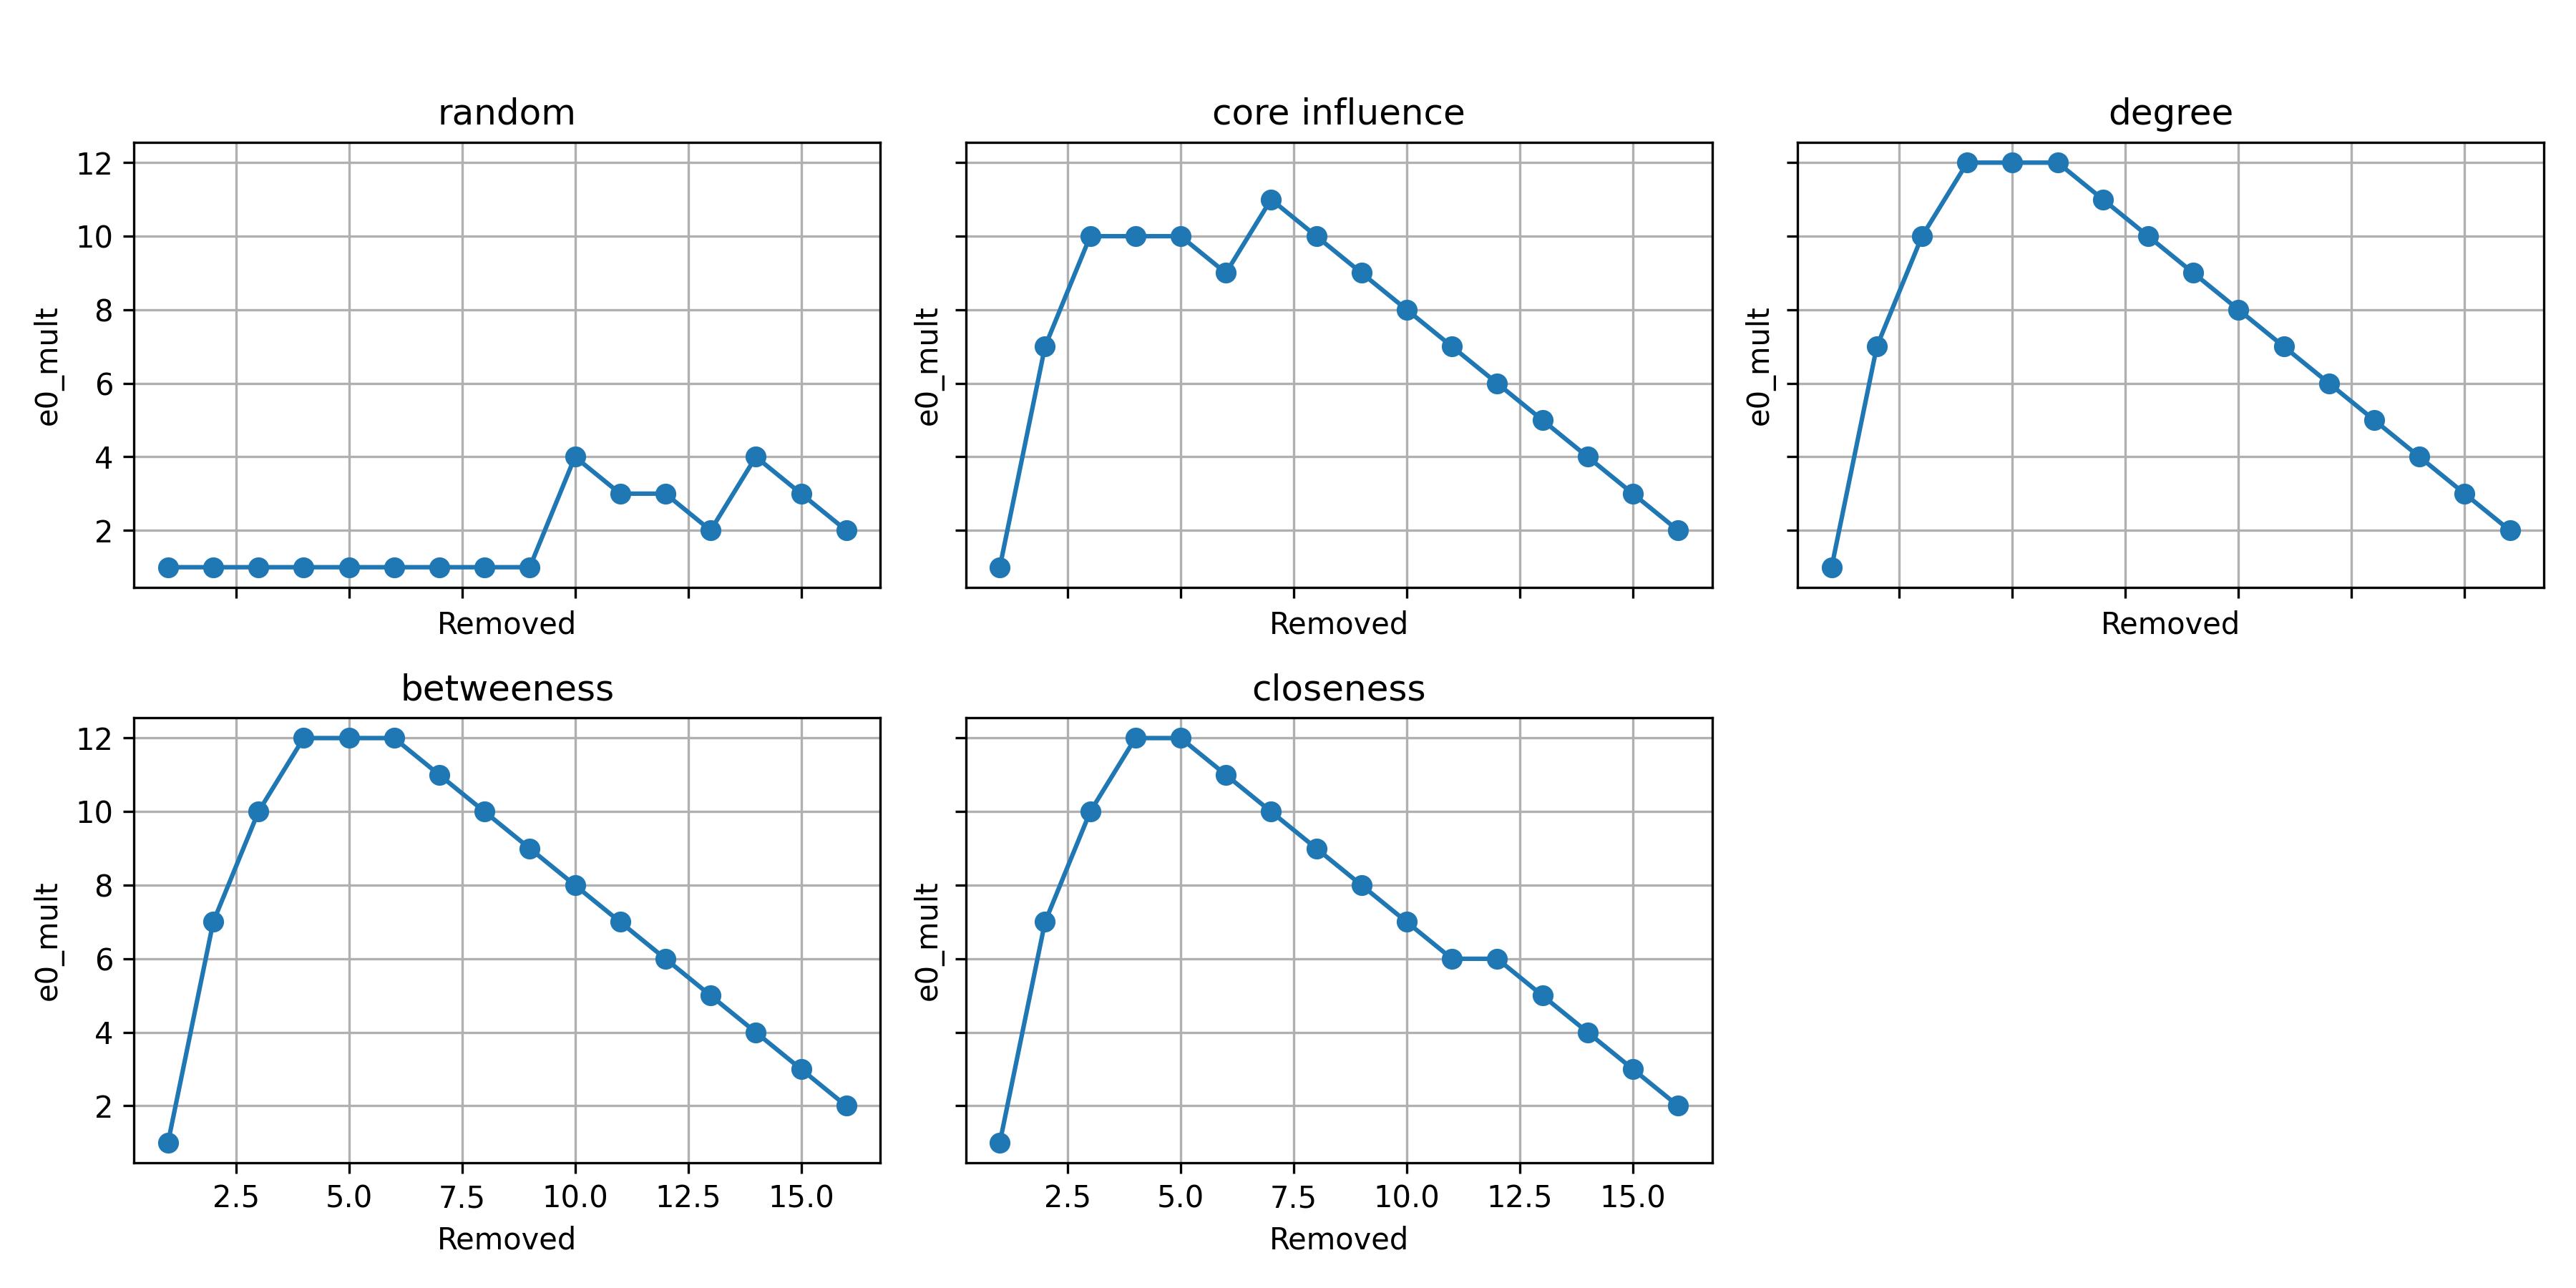 random
core influence
degree
12
10
8
6
4
2
e0_mult
e0_mult
e0_mult
Removed
Removed
Removed
betweeness
closeness
12
10
8
6
4
2
e0_mult
e0_mult
2.5 5.0 7.5 10.0 12.5 15.0
2.5 5.0 7.5 10.0 12.5 15.0
Removed
Removed